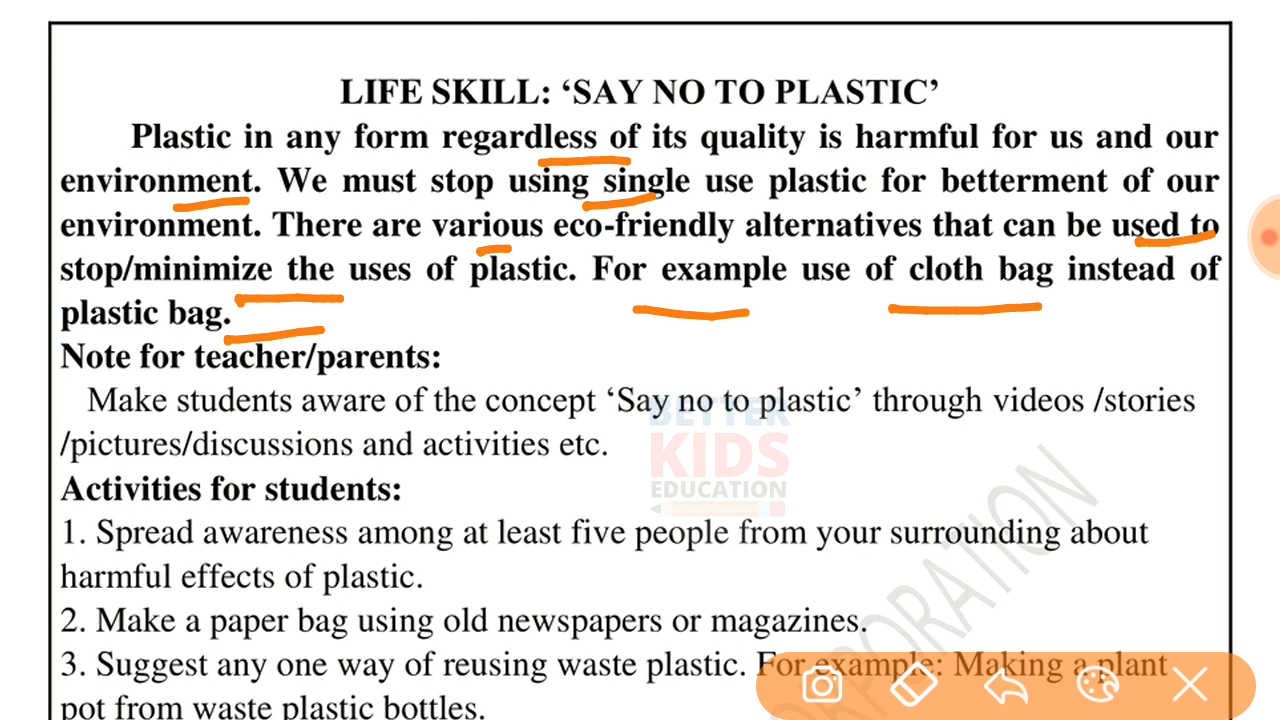 LIFE SKILL: ‘SAY NO TO PLASTIC’
Plastic in any form regardless of its quality is harmful for us and our
environment. We must stop using single use plastic for betterment of our
environment. There are various eco-friendly alternatives that can be used to
stop/minimize the uses of plastic. For example use of cloth bag instead of
plastic bag.
Note for teacher/parents:
Make students aware of the concept ‘Say no to plastic’ through videos /stories
/pictures/discussions and activities etc.
BETTER
KIDS
EDUCATION
Activities for students:
1. Spread awareness among at least five people from your surrounding about
harmful effects of plastic.
2. Make a paper bag using old newspapers or magazines.
3. Suggest any one way of reusing waste plastic. For example: Making a plant
pot from waste plastic bottles.